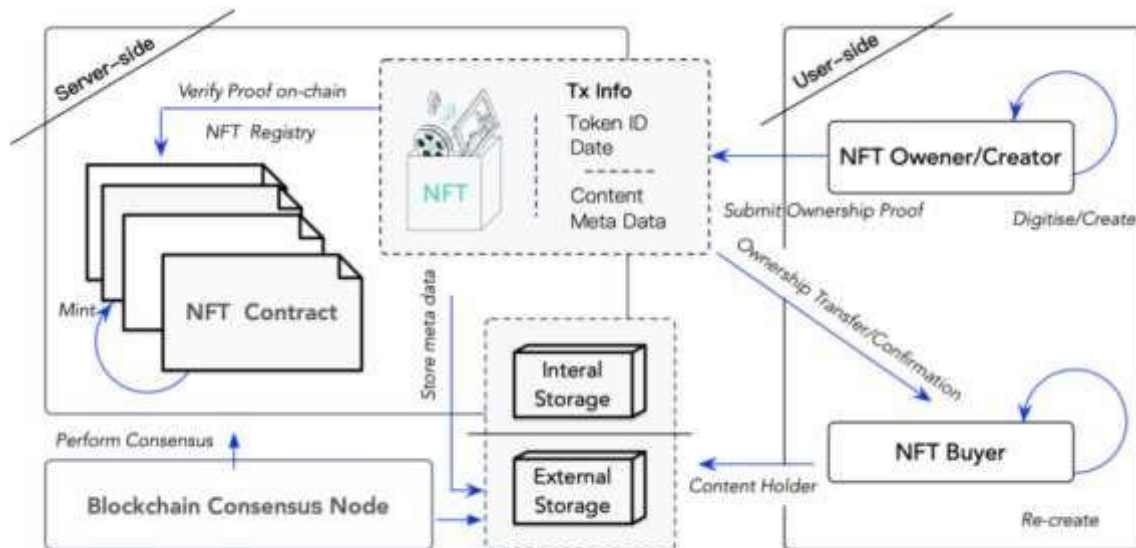 Server-side
User-side
Verify Proof on-chain
NFT Registry
NFT
Tx Info
Token ID
Date
Content
Meta Data
NFT Owener/Creator
Submit Ownership Proof
Digitise/Create
NFT Contract
Mint
Store meta data
Ownership Transfer/Confirmation
Interal
Storage
External
Storage
NFT Buyer
Content Holder
Re-create
Perform Consensus
Blockchain Consensus Node